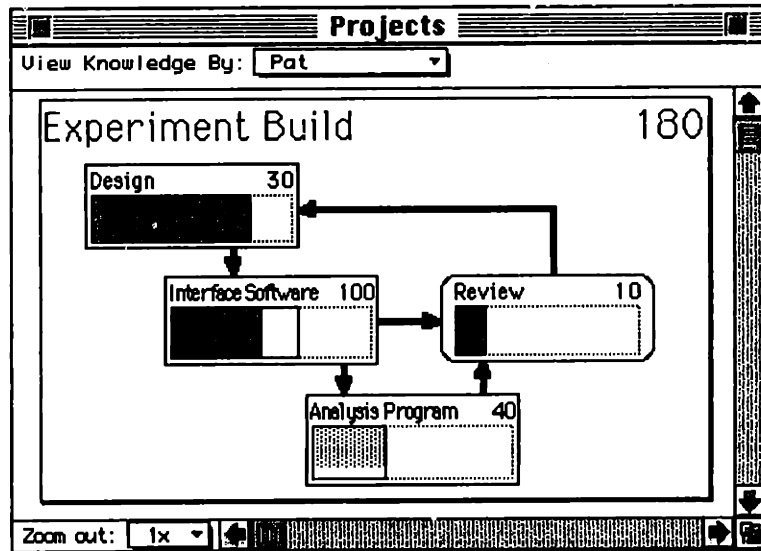 Projects
View Knowledge By: Pat
Experiment Build 180
Design 30
Interface Software 100
Review 10
Analysis Program 40
Zoom out: 1x